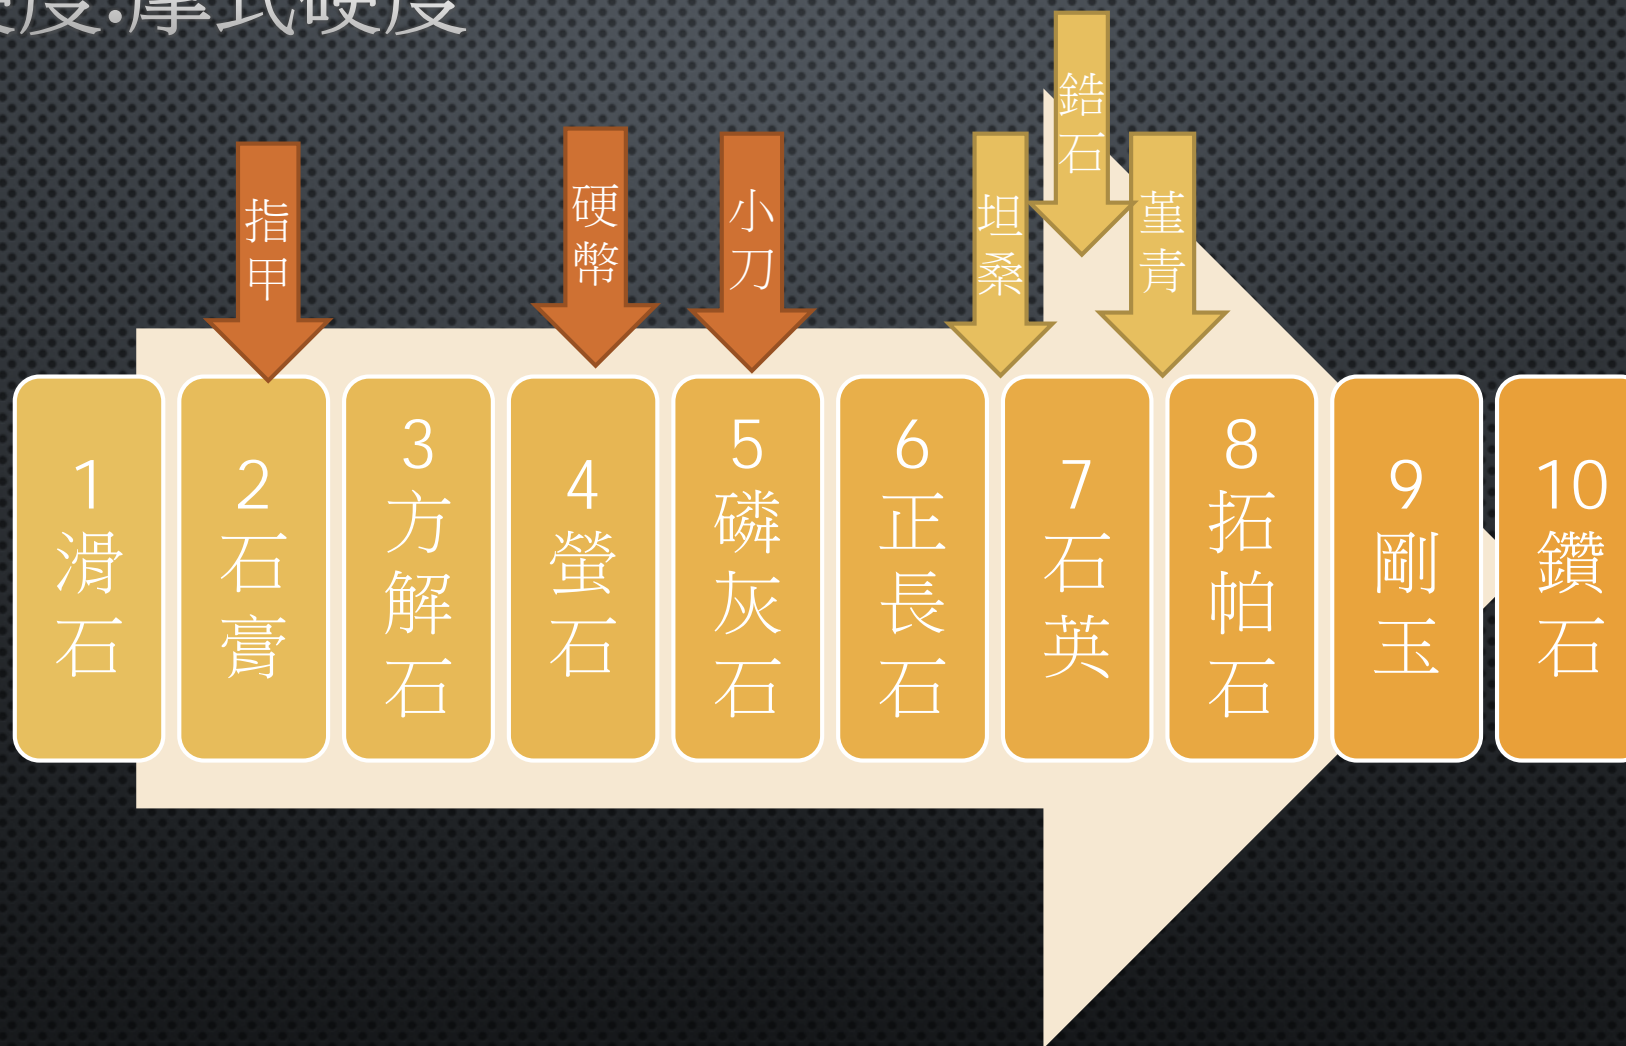 度:摩式硬度
鋯石
指甲
硬幣
小刀
坦桑
菫青
1 滑石
2 石膏
3 方解石
4 螢石
5 磷灰石
6 正長石
7 石英
8 拓帕石
9 剛玉
10 鑽石